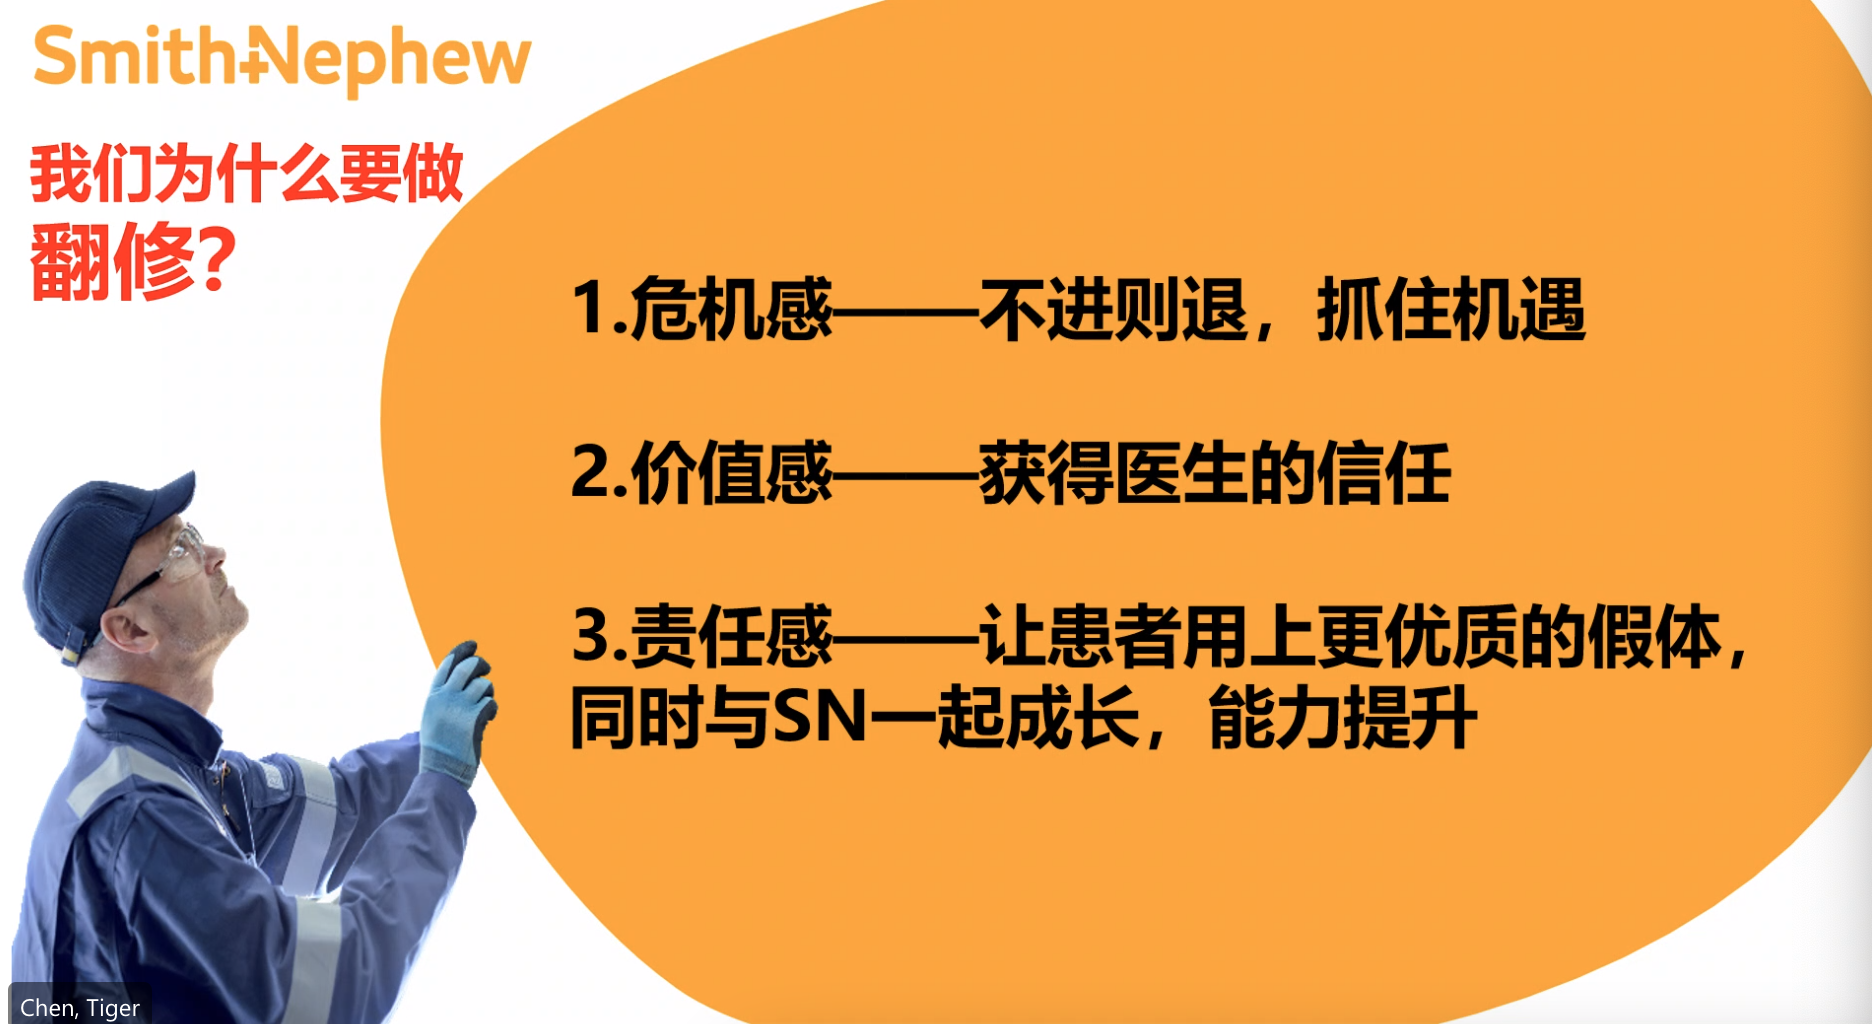 Smith+Nephew
我们为什么要做
翻修?
1.危机感——不进则退，抓住机遇
2.价值感——获得医生的信任
3.责任感——让患者用上更优质的假体，
同时与SN一起成长，能力提升
Chen, Tiger